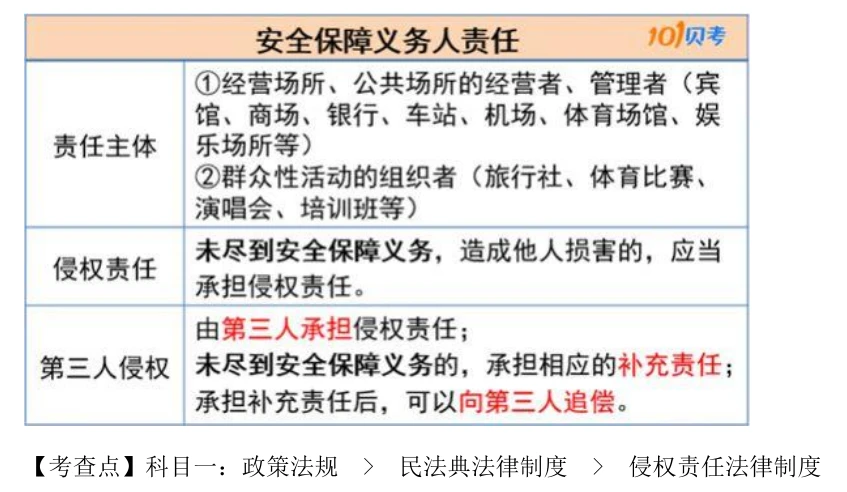 安全保障义务人责任
101贝考
责任主体
①经营场所、公共场所的经营者、管理者（宾
馆、商场、银行、车站、机场、体育场馆、娱
乐场所等）
②群众性活动的组织者（旅行社、体育比赛、
演唱会、培训班等）
侵权责任
未尽到安全保障义务，造成他人损害的，应当
承担侵权责任。
第三人侵权
由第三人承担侵权责任；
未尽到安全保障义务的，承担相应的补充责任；
承担补充责任后，可以向第三人追偿。
【考查点】科目一：政策法规 > 民法典法律制度 > 侵权责任法律制度